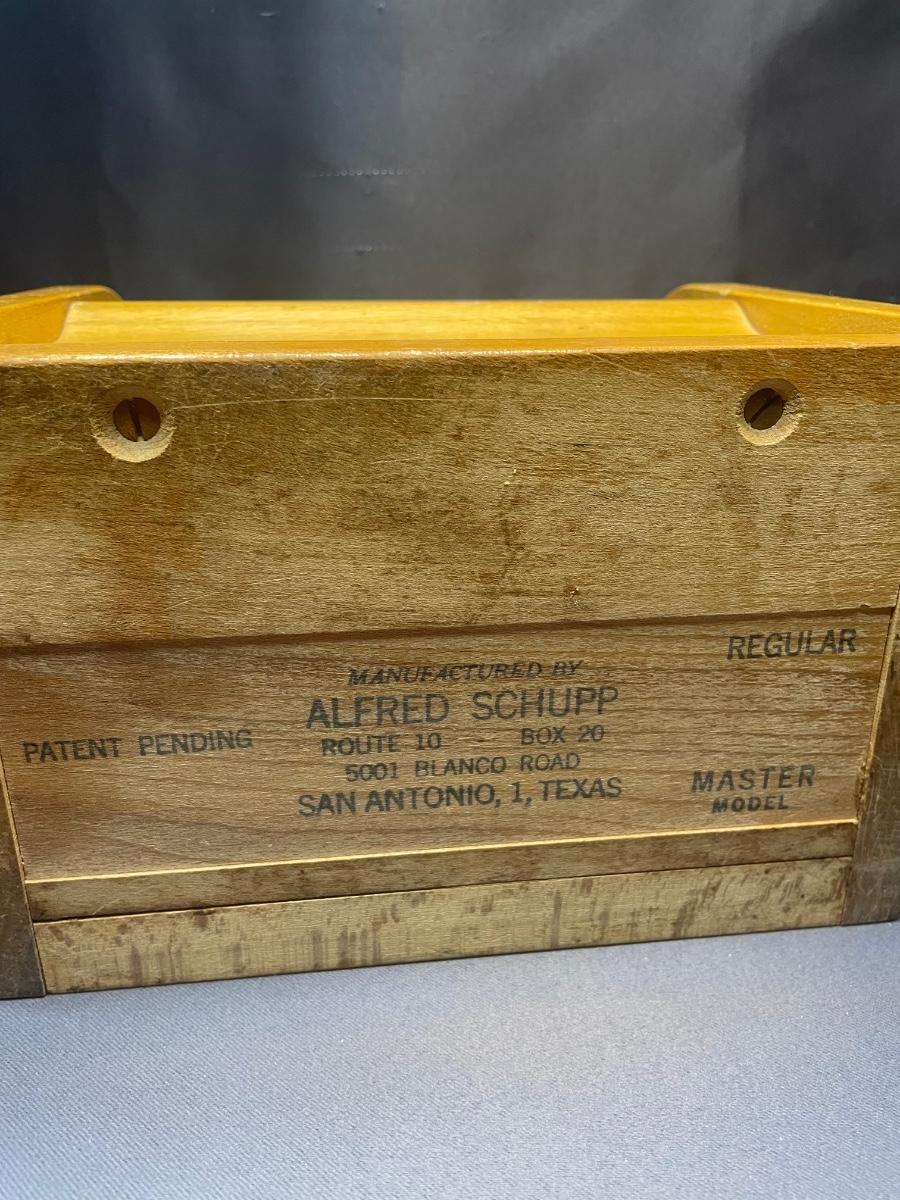 REGULAR
MANUFACTURED BY
ALFRED SCHUPP
ROUTE 10 - BOX 20
5001 BLANCO ROAD
SAN ANTONIO, 1, TEXAS
PATENT PENDING
MASTER
MODEL